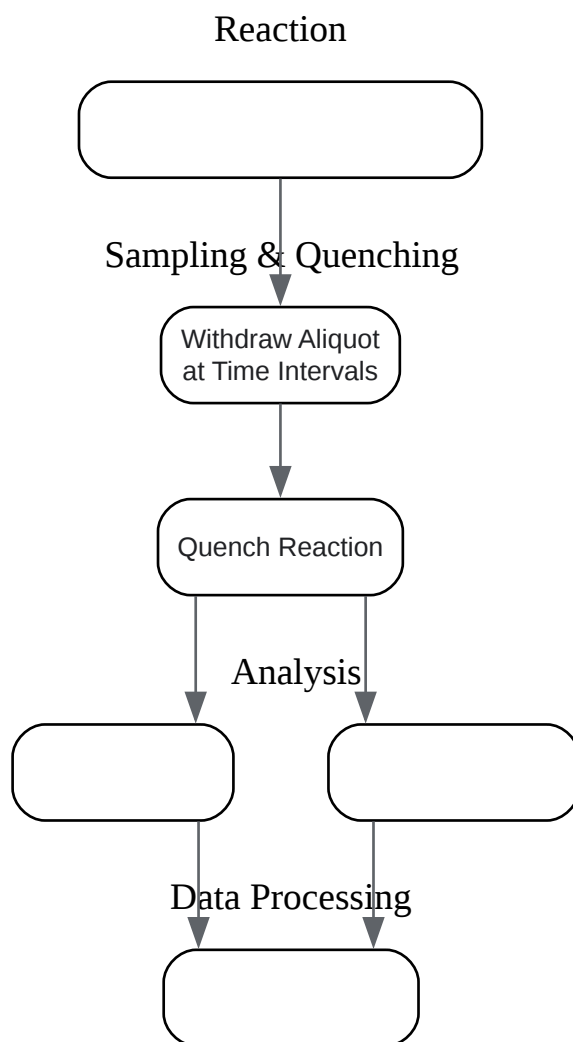 Reaction
Sampling & Quenching
Withdraw Aliquot
at Time Intervals
Quench Reaction
Analysis
Data Processing